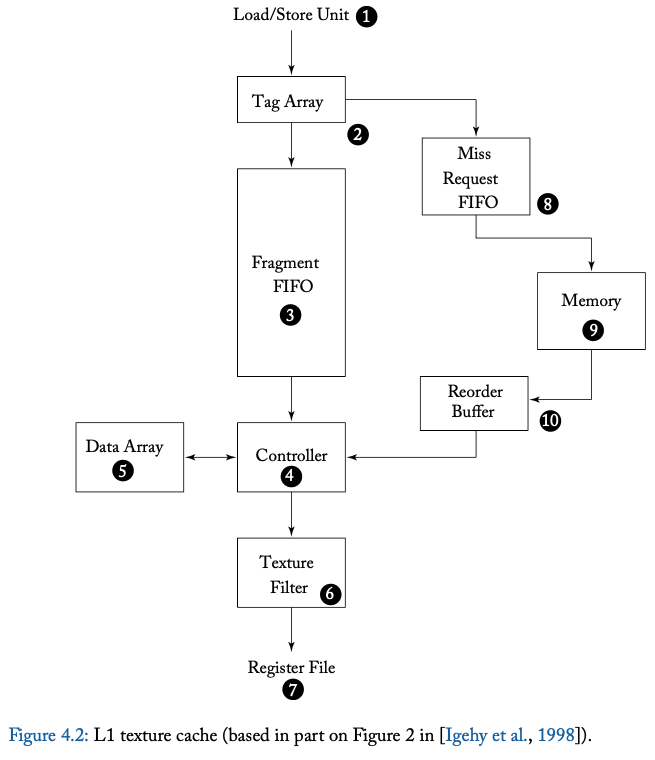 Load/Store Unit 1
Tag Array
2
Miss
Request
FIFO
8
Fragment
FIFO
3
Memory
9
Reorder
Buffer
10
Data Array
5
Controller
4
Texture
Filter 6
Register File
7
Figure 4.2: L1 texture cache (based in part on Figure 2 in [Igehy et al., 1998]).